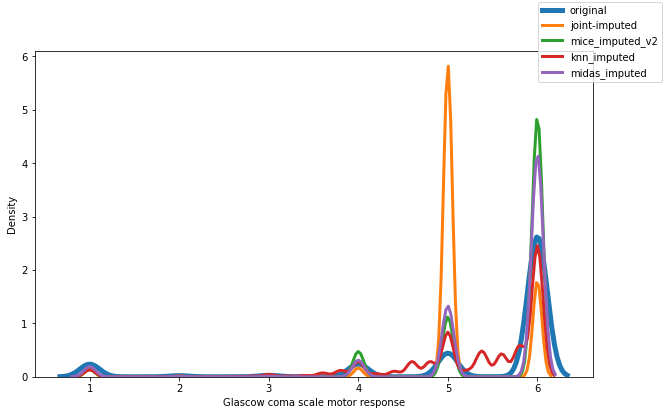 original
joint-imputed
mice_imputed_v2
knn_imputed
midas_imputed
6
5
4
3
2
1
0
Density
1 2 3 4 5 6
Glascow coma scale motor response